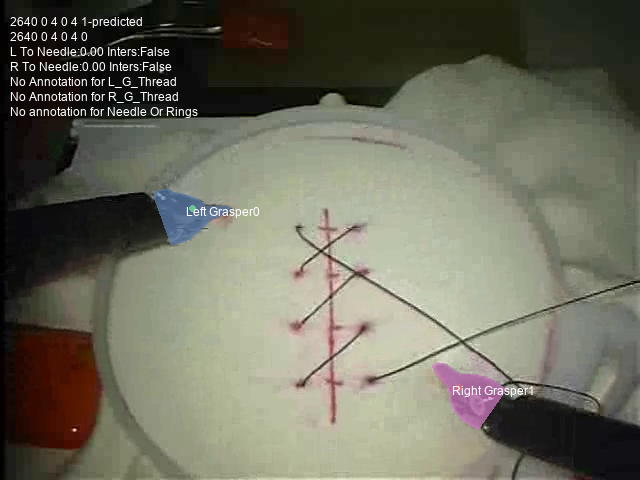 2640 0 4 0 4 1-predicted
2640 0 4 0 4 0
L To Needle:0.00 Inters:False
R To Needle:0.00 Inters:False
No Annotation for L_G_Thread
No Annotation for R_G_Thread
No annotation for Needle Or Rings
Left Grasper0
Right Grasper1